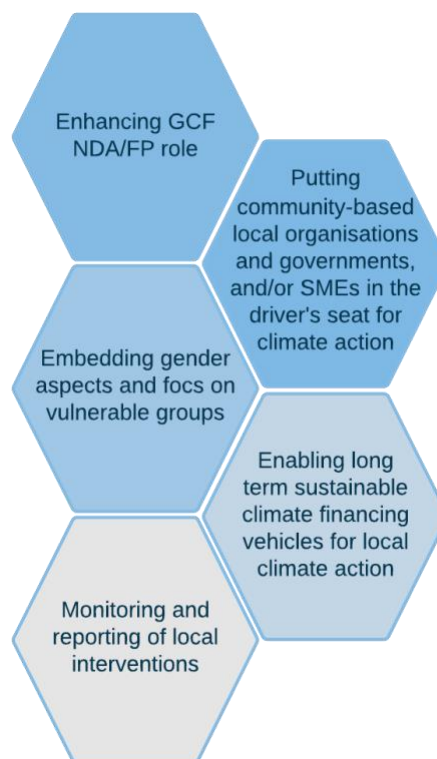 Enhancing GCF
NDA/FP role
Putting
community-based
local organisations
and governments,
and/or SMEs in the
driver's seat for
climate action
Embedding gender
aspects and focs on
vulnerable groups
Enabling long
term sustainable
climate financing
vehicles for local
climate action
Monitoring and
reporting of local
interventions